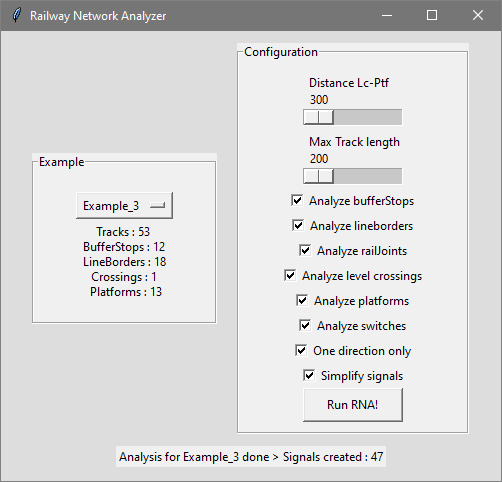 Railway Network Analyzer
Example
Example_3
Tracks : 53
BufferStops : 12
LineBorders : 18
Crossings : 1
Platforms : 13
Configuration
Distance Lc-Ptf
300
Max Track length
200
Analyze bufferStops
Analyze lineborders
Analyze railJoints
Analyze level crossings
Analyze platforms
Analyze switches
One direction only
Simplify signals
Run RNA!
Analysis for Example_3 done > Signals created : 47